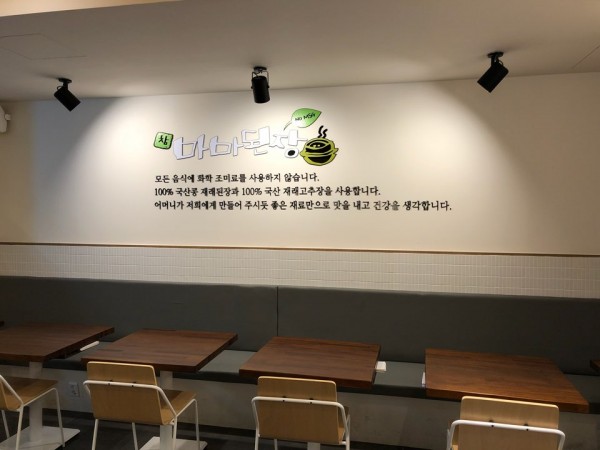 참 마마된장 NO MSG
모든 음식에 화학 조미료를 사용하지 않습니다.
100% 국산콩 재래된장과 100% 국산 재래고추장을 사용합니다.
어머니가 저희에게 만들어 주시듯 좋은 재료만으로 맛을 내고 건강을 생각합니다.